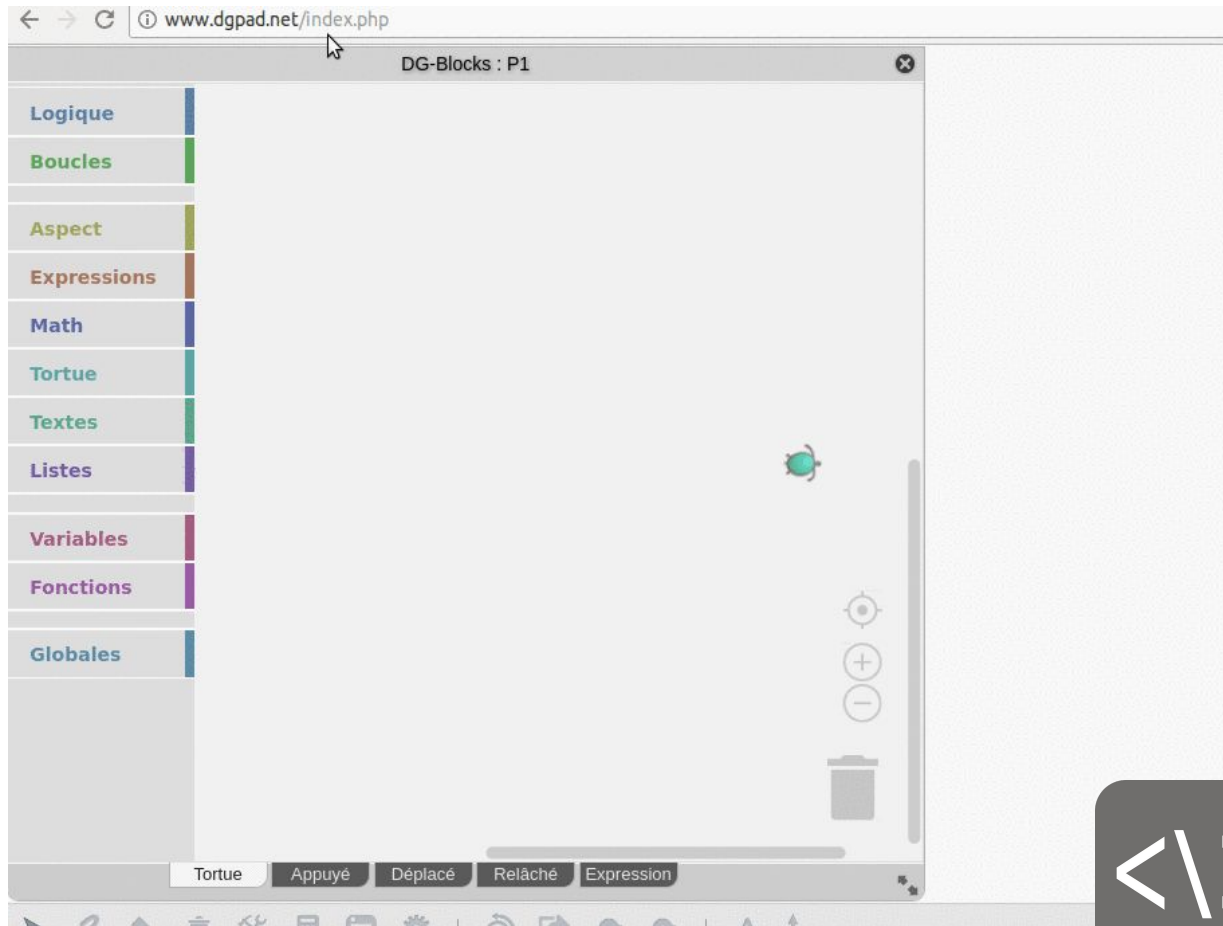 www.dgpad.net/index.php
DG-Blocks : P1
Logique
Boucles
Aspect
Expressions
Math
Tortue
Textes
Listes
Variables
Fonctions
Globales
Tortue Appuyé Déplacé Relâché Expression
<\